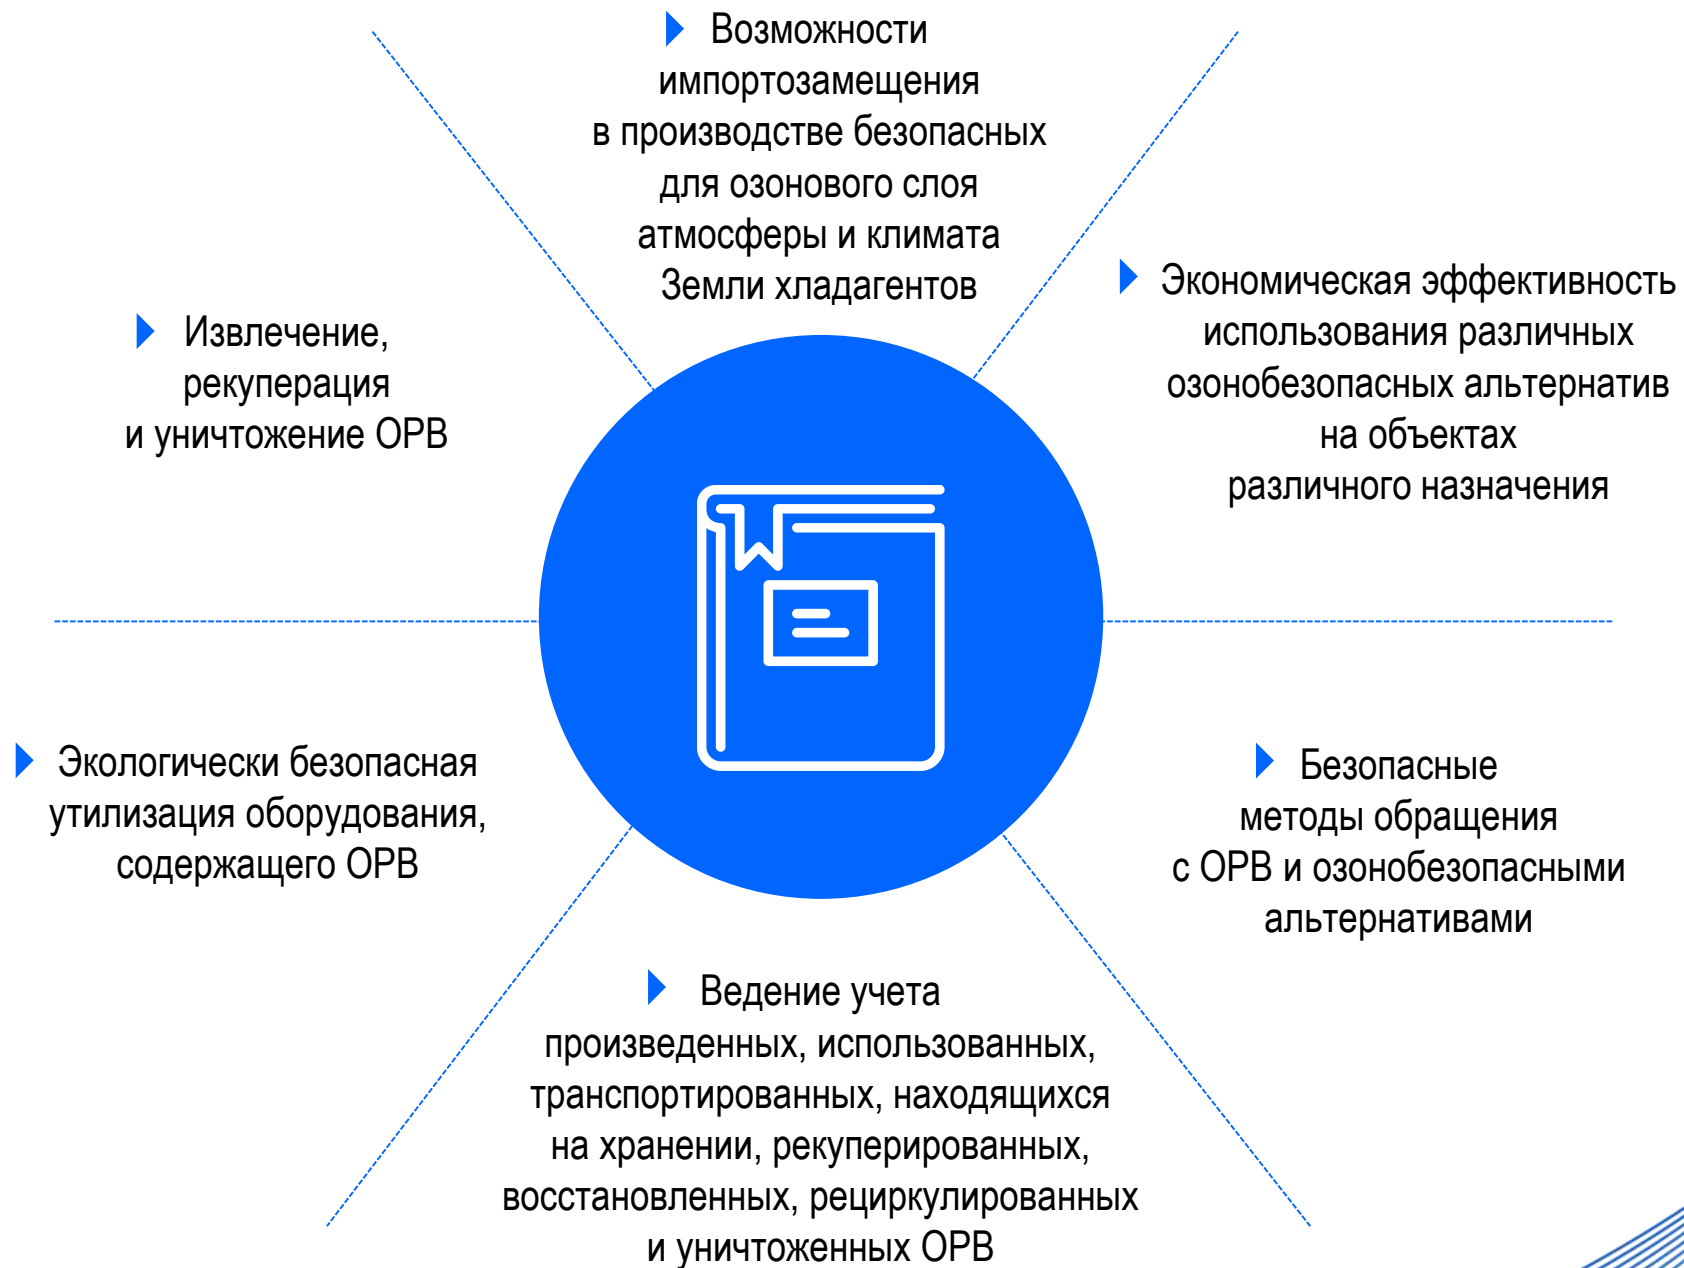 Возможности
импортозамещения
в производстве безопасных
для озонового слоя
атмосферы и климата
Земли хладагентов
Экономическая эффективность
использования различных
озонобезопасных альтернатив
на объектах
различного назначения
Извлечение,
рекуперация
и уничтожение ОРВ
Экологически безопасная
утилизация оборудования,
содержащего ОРВ
Безопасные
методы обращения
с ОРВ и озонобезопасными
альтернативами
Ведение учета
произведенных, использованных,
транспортированных, находящихся
на хранении, рекуперированных,
восстановленных, рециркулированных
и уничтоженных ОРВ